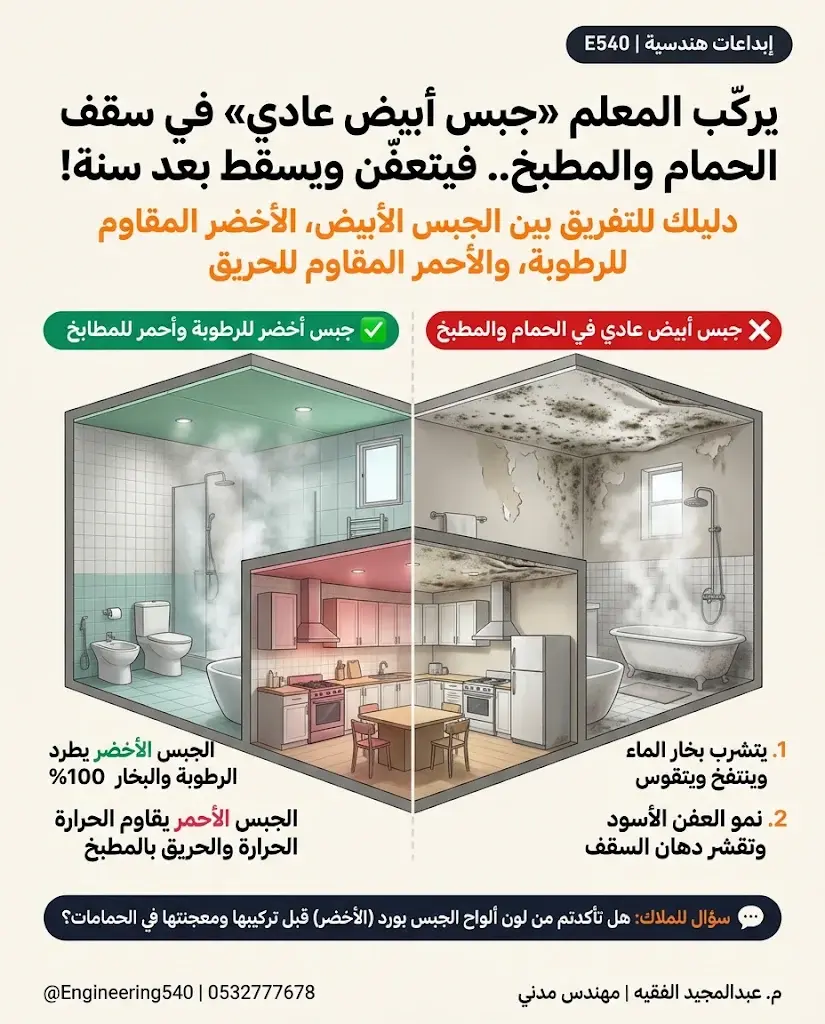 إبداعات هندسية | E540
يركّب المعلم «جبس أبيض عادي» في سقف
الحمام والمطبخ.. فيتعفّن ويسقط بعد سنة!
دليلك للتفريق بين الجبس الأبيض، الأخضر المقاوم
للرطوبة، والأحمر المقاوم للحريق
❌ جبس أبيض عادي في الحمام والمطبخ
✅ جبس أخضر للرطوبة وأحمر للمطابخ
1. يتشرب بخار الماء
وينتفخ ويتقوس
2. نمو العفن الأسود
وتقشر دهان السقف
الجبس الأخضر يطرد
الرطوبة والبخار 100%
الجبس الأحمر يقاوم الحرارة
الحرارة والحريق بالمطبخ
💬 سؤال للملاك: هل تأكدتم من لون ألواح الجبس بورد (الأخضر) قبل تركيبها ومعجنتها في الحمامات؟
م. عبدالمجيد الفقيه | مهندس مدني
@Engineering540 | 0532777678